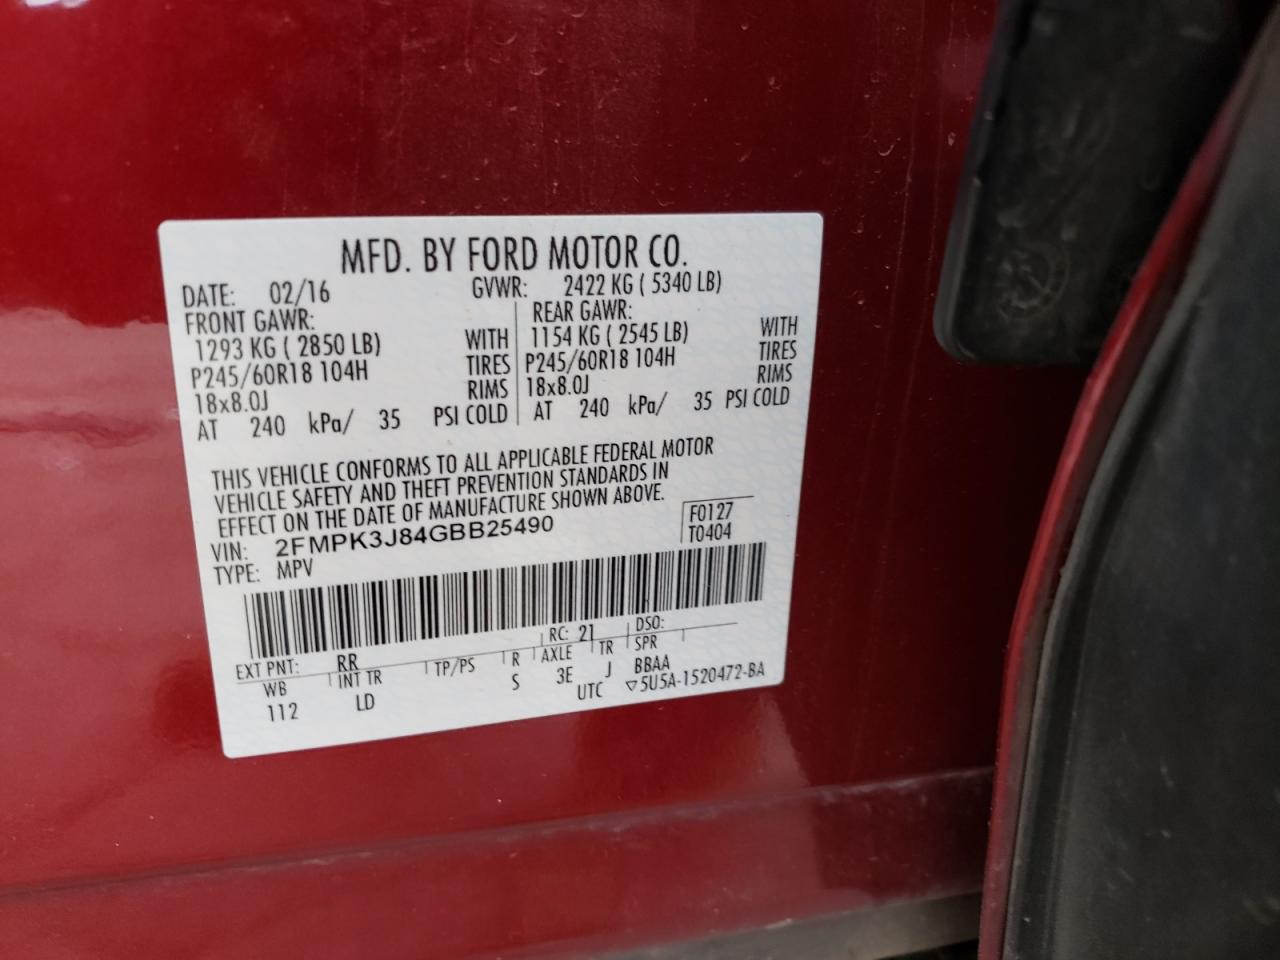 MFD. BY FORD MOTOR CO.
DATE: 02/16 GVWR: 2422 KG ( 5340 LB)
FRONT GAWR: REAR GAWR:
1293 KG ( 2850 LB) WITH 1154 KG ( 2545 LB) WITH
P245/60R18 104H TIRES P245/60R18 104H TIRES
18x8.0J RIMS 18x8.0J RIMS
AT 240 kPa/ 35 PSI COLD AT 240 kPa/ 35 PSI COLD
THIS VEHICLE CONFORMS TO ALL APPLICABLE FEDERAL MOTOR
VEHICLE SAFETY AND THEFT PREVENTION STANDARDS IN
EFFECT ON THE DATE OF MANUFACTURE SHOWN ABOVE.
VIN: 2FMPK3J84GBB25490 F0127
TYPE: MPV T0404
EXT PNT: RR RC: 21 DSO:
WB INT TR TP/PS R AXLE TR SPR
112 LD S 3E J BBAA
UTC ▽5U5A-1520472-BA